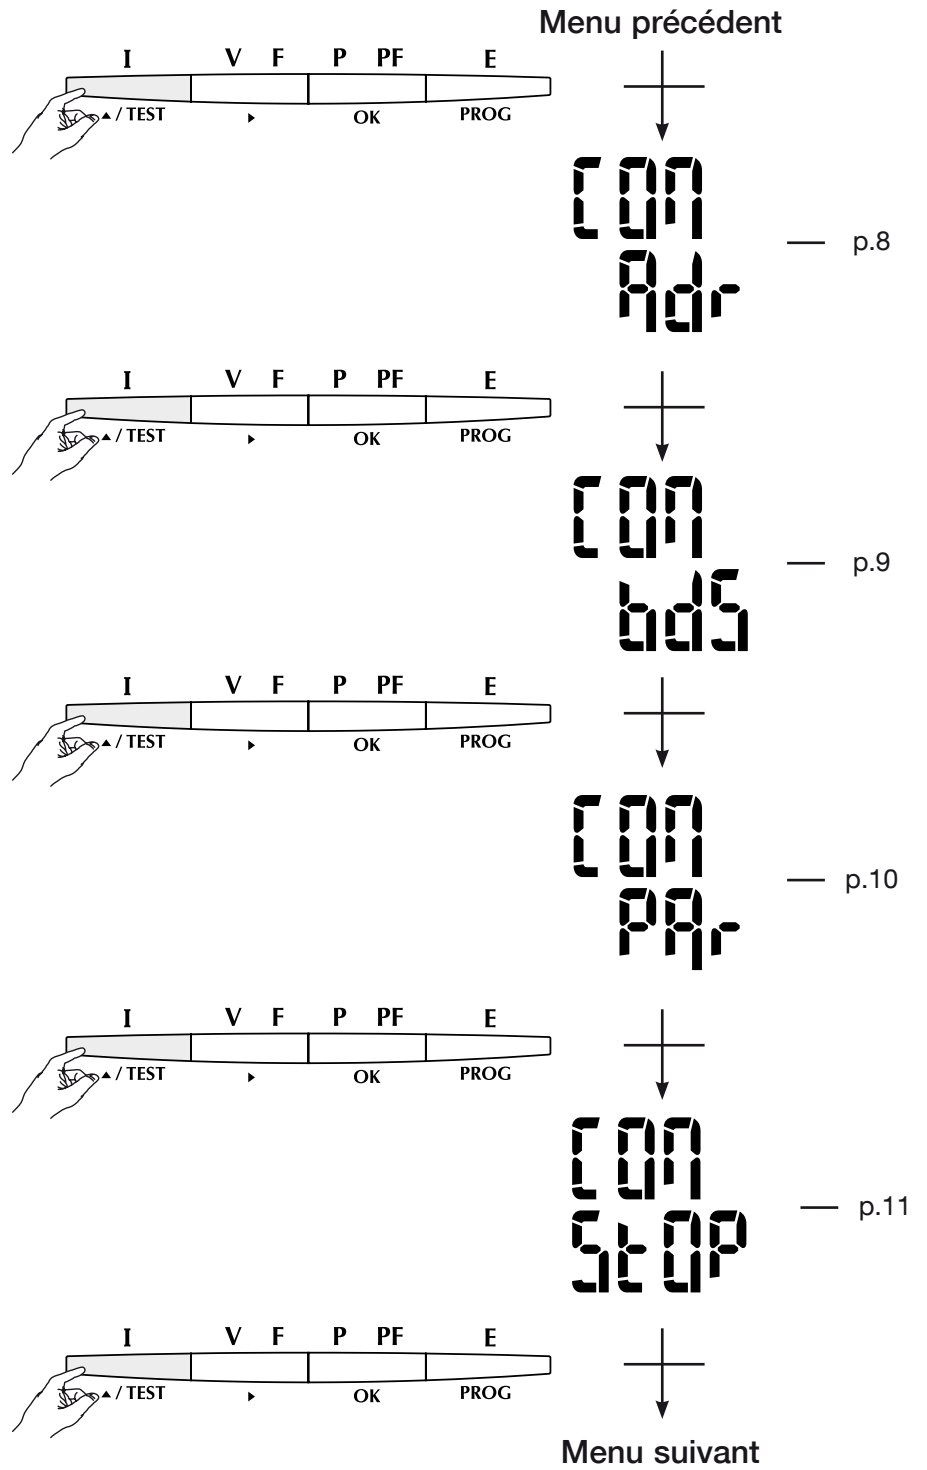 Menu précédent
I V F P PF E
▲ / TEST ▶ OK PROG
COM
Adr
p.8
I V F P PF E
▲ / TEST ▶ OK PROG
COM
bdS
p.9
I V F P PF E
▲ / TEST ▶ OK PROG
COM
PAr
p.10
I V F P PF E
▲ / TEST ▶ OK PROG
COM
StOP
p.11
I V F P PF E
▲ / TEST ▶ OK PROG
Menu suivant